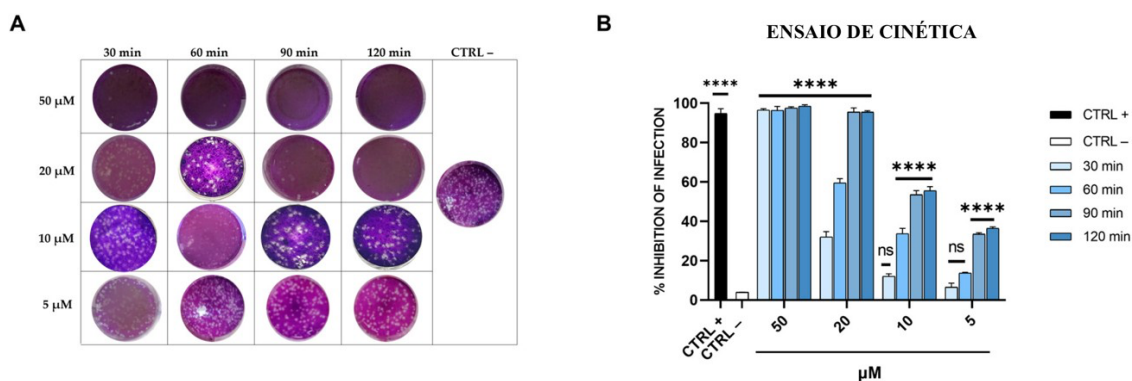 A
30 min 60 min 90 min 120 min CTRL –
50 µM
20 µM
10 µM
5 µM
B
ENSAIO DE CINÉTICA
**** ****
100
80
60
40
20
0
% INHIBITION OF INFECTION
ns
****
ns
****
CTRL +
CTRL –
50
20
10
5
µM
CTRL +
CTRL –
30 min
60 min
90 min
120 min